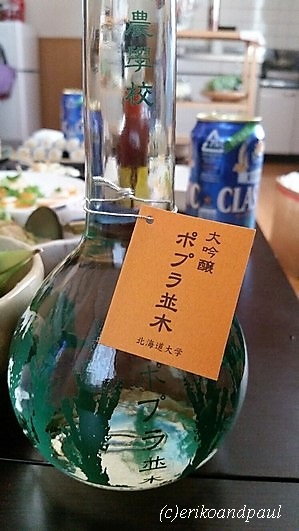 農學校
大吟醸
ポプラ並木
北海道大学
ポプラ並
木
CLAS
(c)erikoandpaul